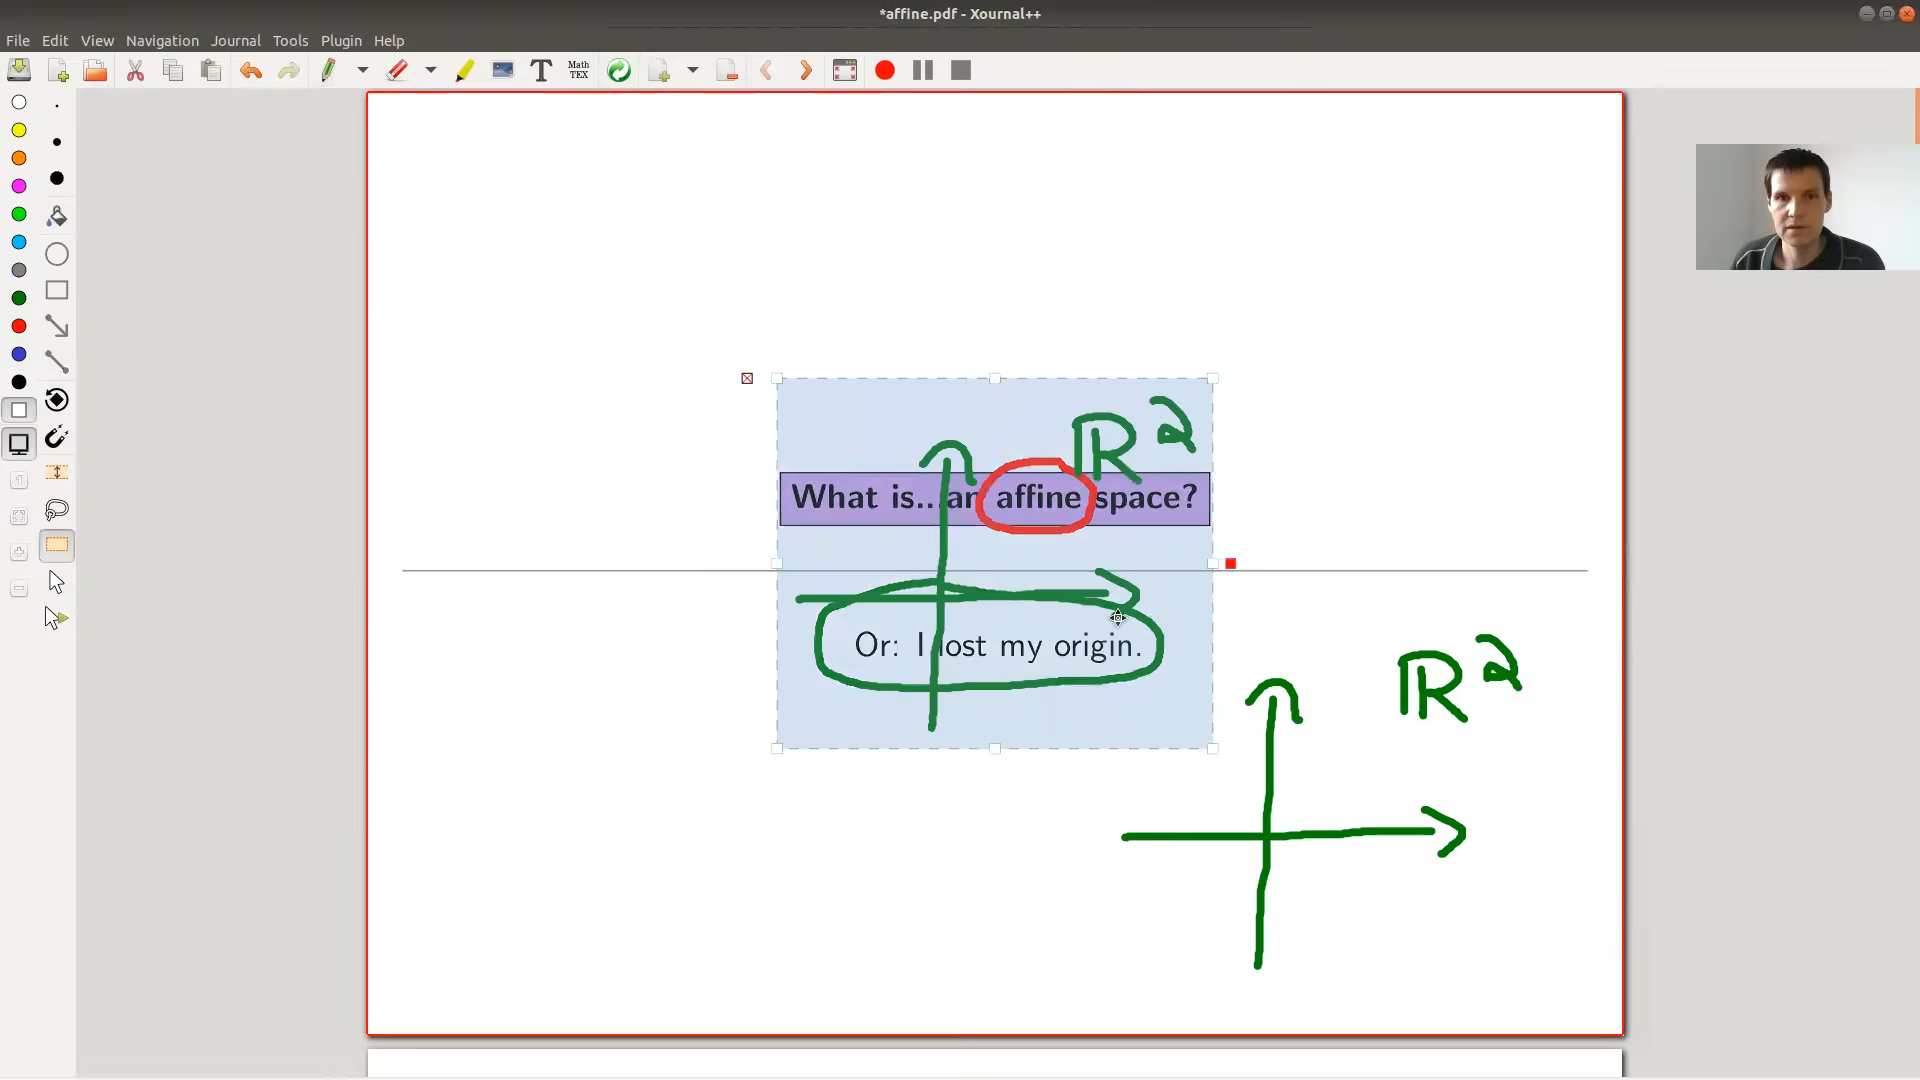 *affine.pdf - Xournal++
File Edit View Navigation Journal Tools Plugin Help
Math
TEX
ℝ²
What is...an affine space?
Or: I lost my origin.
ℝ²